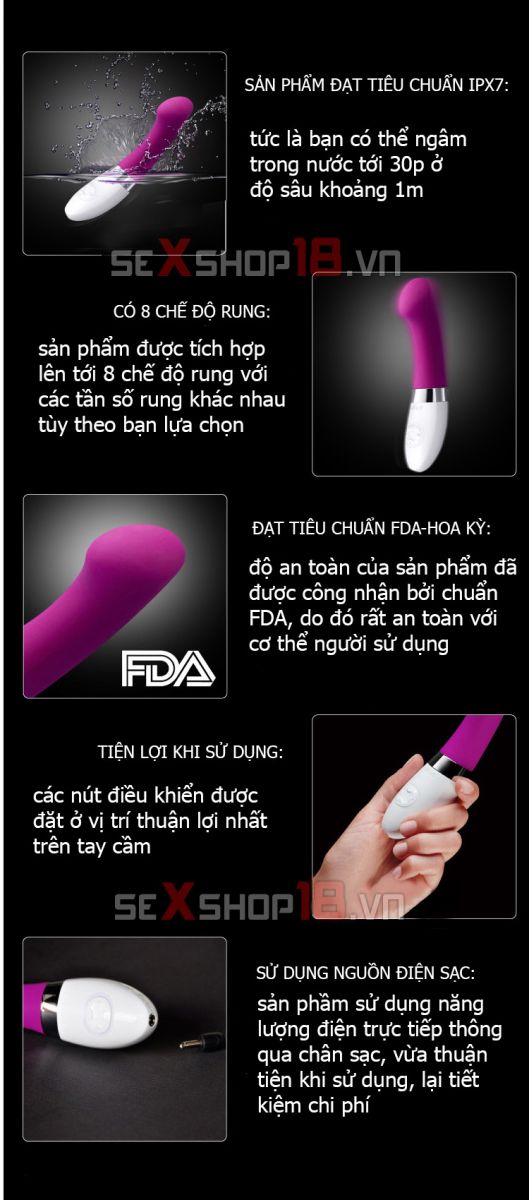 SẢN PHẨM ĐẠT TIÊU CHUẨN IPX7:
tức là bạn có thể ngâm
trong nước tới 30p ở
độ sâu khoảng 1m
SEXSHOP18.VN
CÓ 8 CHẾ ĐỘ RUNG:
sản phẩm được tích hợp
lên tới 8 chế độ rung với
các tần số rung khác nhau
tùy theo bạn lựa chọn
ĐẠT TIÊU CHUẨN FDA-HOA KỲ:
độ an toàn của sản phẩm đã
được công nhận bởi chuẩn
FDA, do đó rất an toàn với
cơ thể người sử dụng
FDA
TIỆN LỢI KHI SỬ DỤNG:
các nút điều khiển được
đặt ở vị trí thuận lợi nhất
trên tay cầm
SEXSHOP18.VN
SỬ DỤNG NGUỒN ĐIỆN SẠC:
sản phầm sử dụng năng
lượng điện trực tiếp thông
qua chân sạc, vừa thuận
tiện khi sử dụng, lại tiết
kiệm chi phí